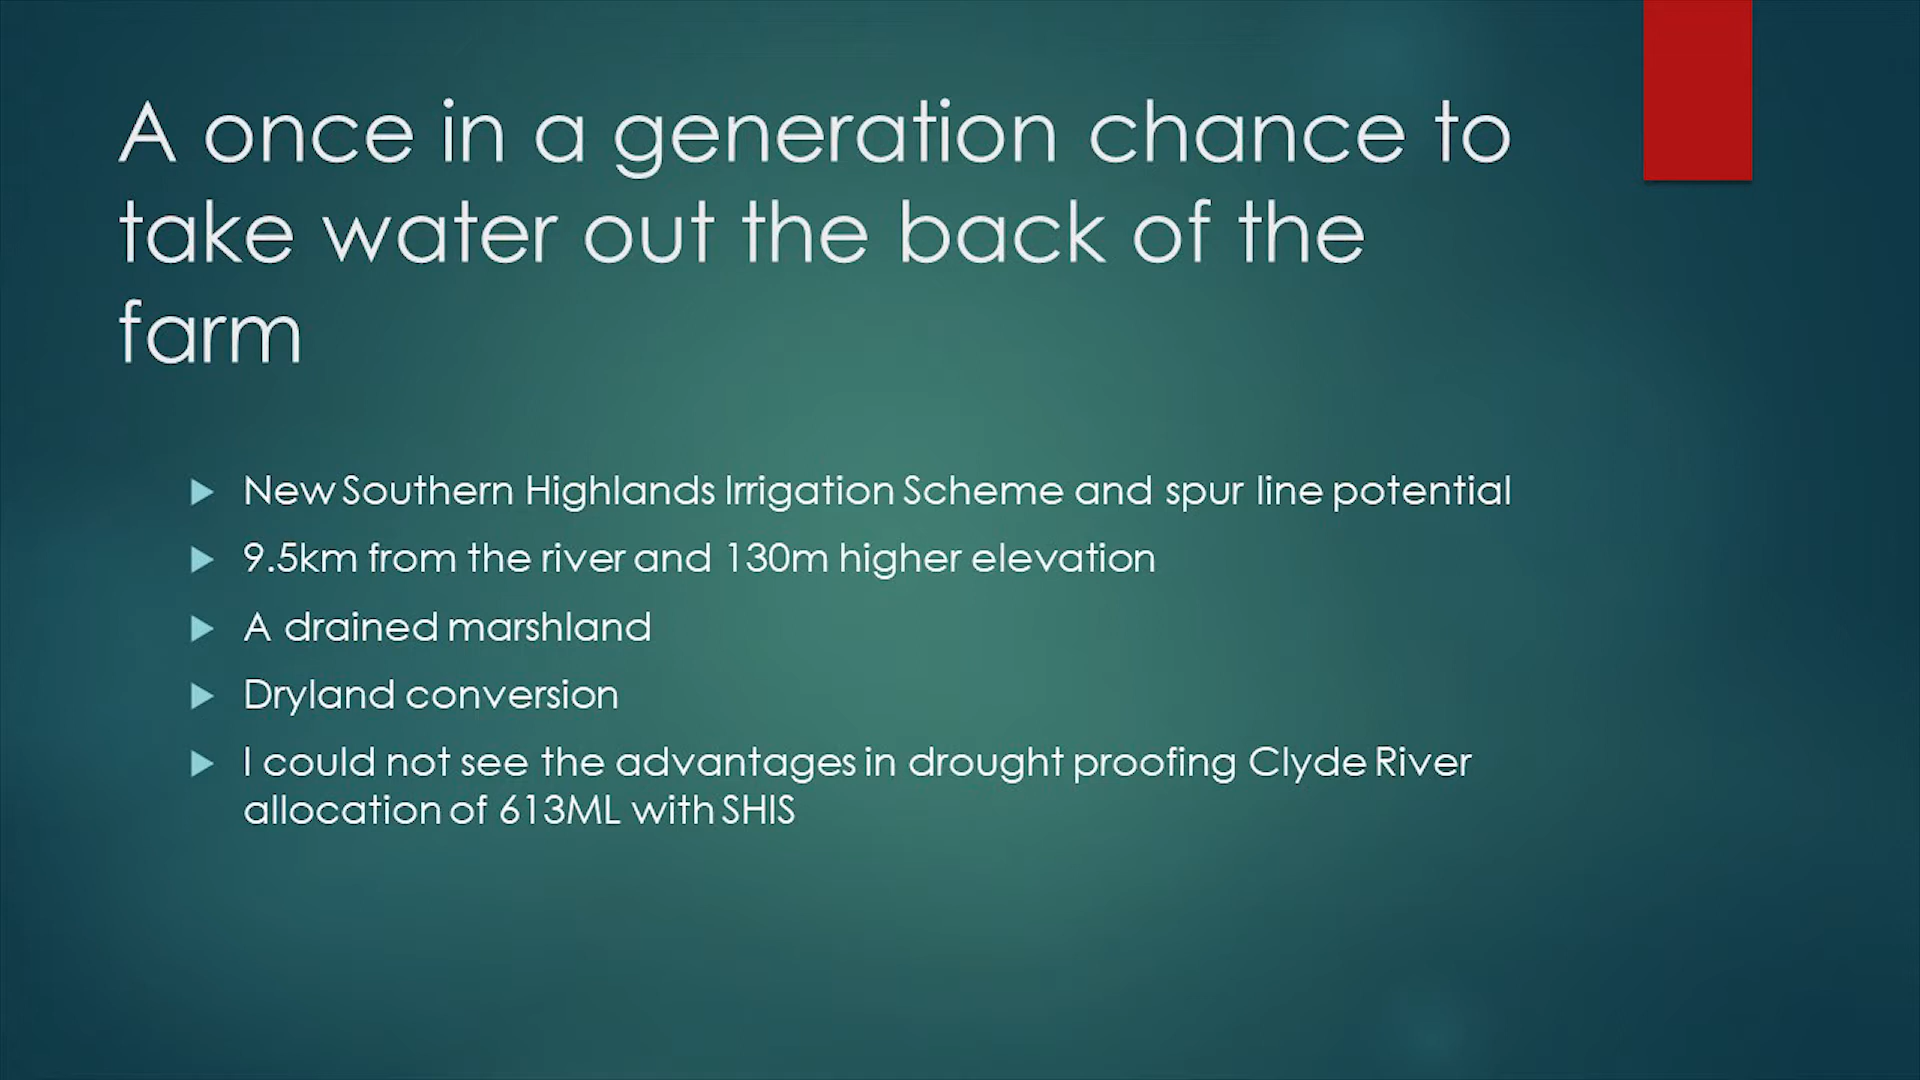 A once in a generation chance to
take water out the back of the
farm
New Southern Highlands Irrigation Scheme and spur line potential
9.5km from the river and 130m higher elevation
A drained marshland
Dryland conversion
I could not see the advantages in drought proofing Clyde River
allocation of 613ML with SHIS